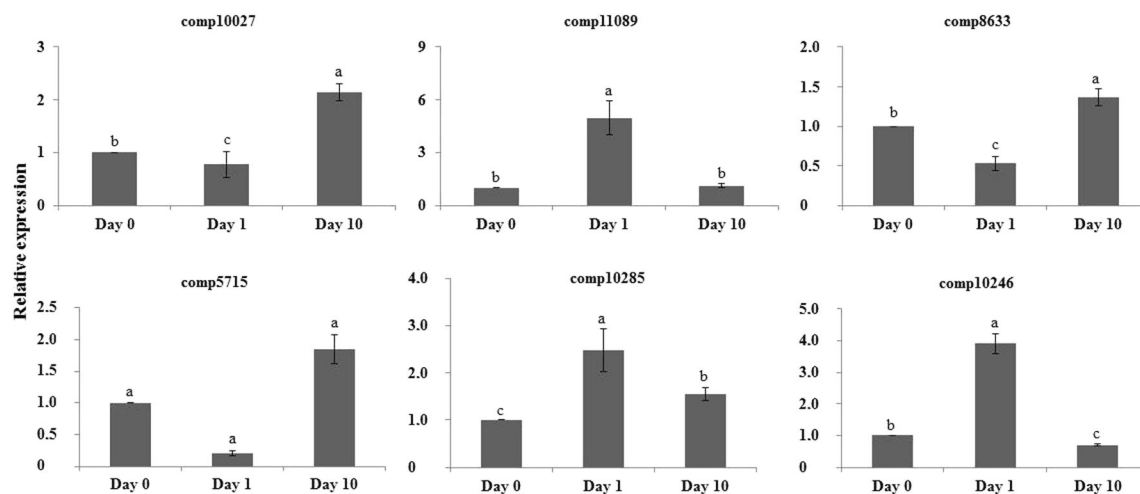 comp10027
3
2
1
0
b
c
a
Day 0 Day 1 Day 10
comp11089
9
6
3
0
b
a
b
Day 0 Day 1 Day 10
comp8633
2.0
1.5
1.0
0.5
0
b
c
a
Day 0 Day 1 Day 10
Relative expression
comp5715
2.5
2.0
1.5
1.0
0.5
0
a
a
a
Day 0 Day 1 Day 10
comp10285
4.0
3.0
2.0
1.0
0
c
a
b
Day 0 Day 1 Day 10
comp10246
5.0
4.0
3.0
2.0
1.0
0
b
a
c
Day 0 Day 1 Day 10